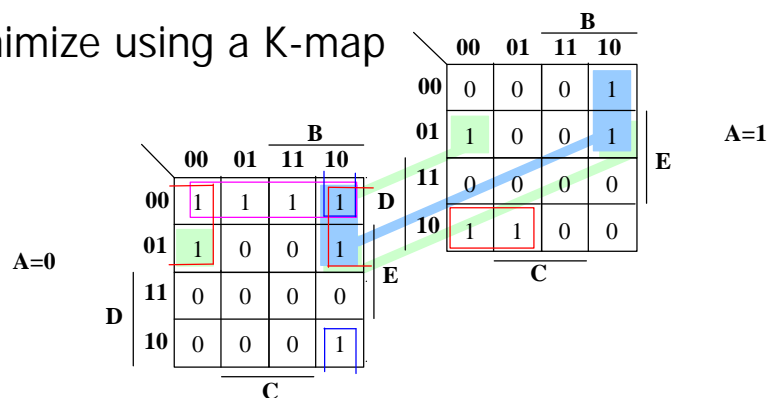 nimize using a K-map
B
00 01 11 10
00 0 0 0 1
01 1 0 0 1
11 0 0 0 0
10 1 1 0 0
D
E
C
A=1
B
00 01 11 10
00 1 1 1 1
01 1 0 0 1
11 0 0 0 0
10 0 0 0 1
A=0
D
E
C